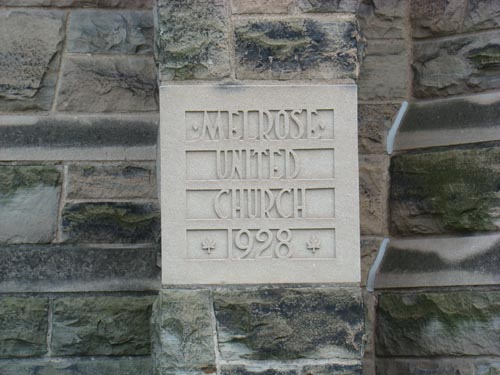 MELROSE
UNITED
CHURCH
1928